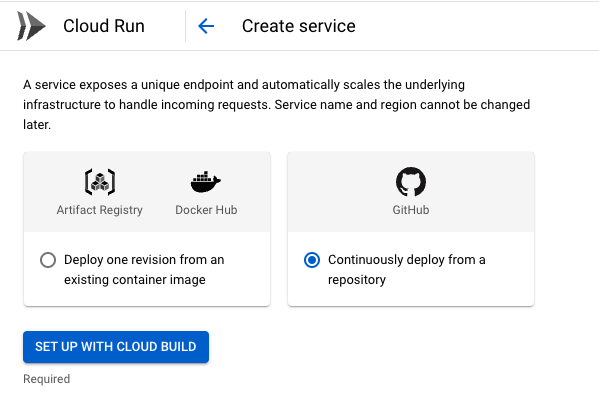 Cloud Run
Create service
A service exposes a unique endpoint and automatically scales the underlying
infrastructure to handle incoming requests. Service name and region cannot be changed
later.
Artifact Registry
Docker Hub
GitHub
Deploy one revision from an
existing container image
Continuously deploy from a
repository
SET UP WITH CLOUD BUILD
Required